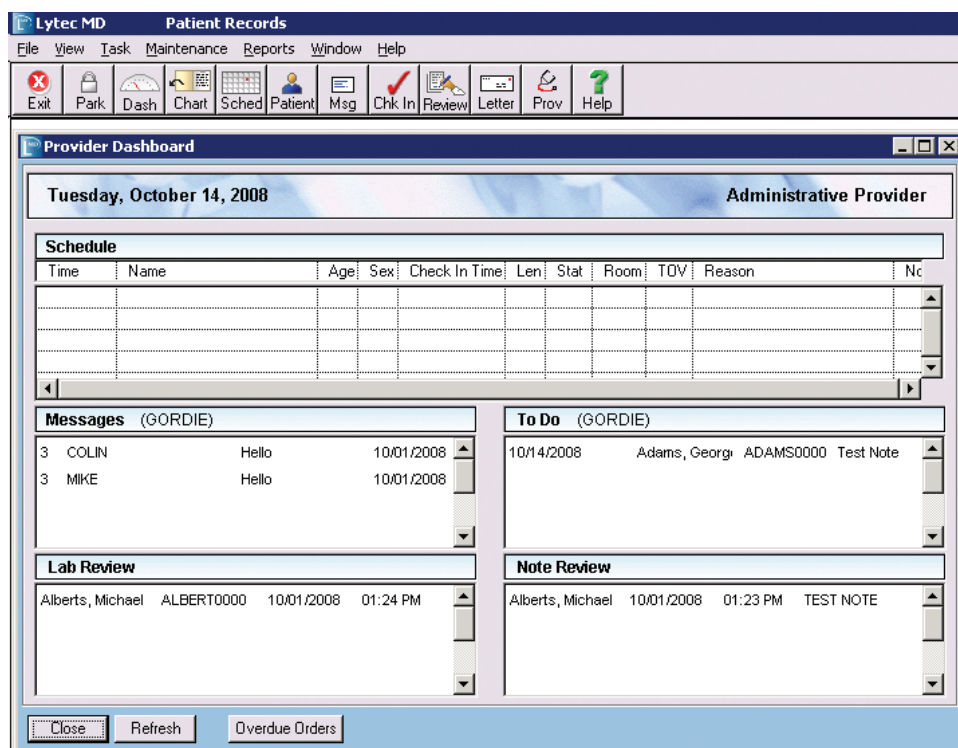 Lytec MD Patient Records
File View Task Maintenance Reports Window Help
Exit Park Dash Chart Sched Patient Msg Chk In Review Letter Prov Help
Provider Dashboard
Tuesday, October 14, 2008 Administrative Provider
Schedule
Time Name Age Sex Check In Time Len Stat Room TOV Reason
Messages (GORDIE)
3 COLIN Hello 10/01/2008
3 MIKE Hello 10/01/2008
To Do (GORDIE)
10/14/2008 Adams, Georg ADAMS0000 Test Note
Lab Review
Alberts, Michael ALBERT0000 10/01/2008 01:24 PM
Note Review
Alberts, Michael 10/01/2008 01:23 PM TEST NOTE
Close Refresh Overdue Orders